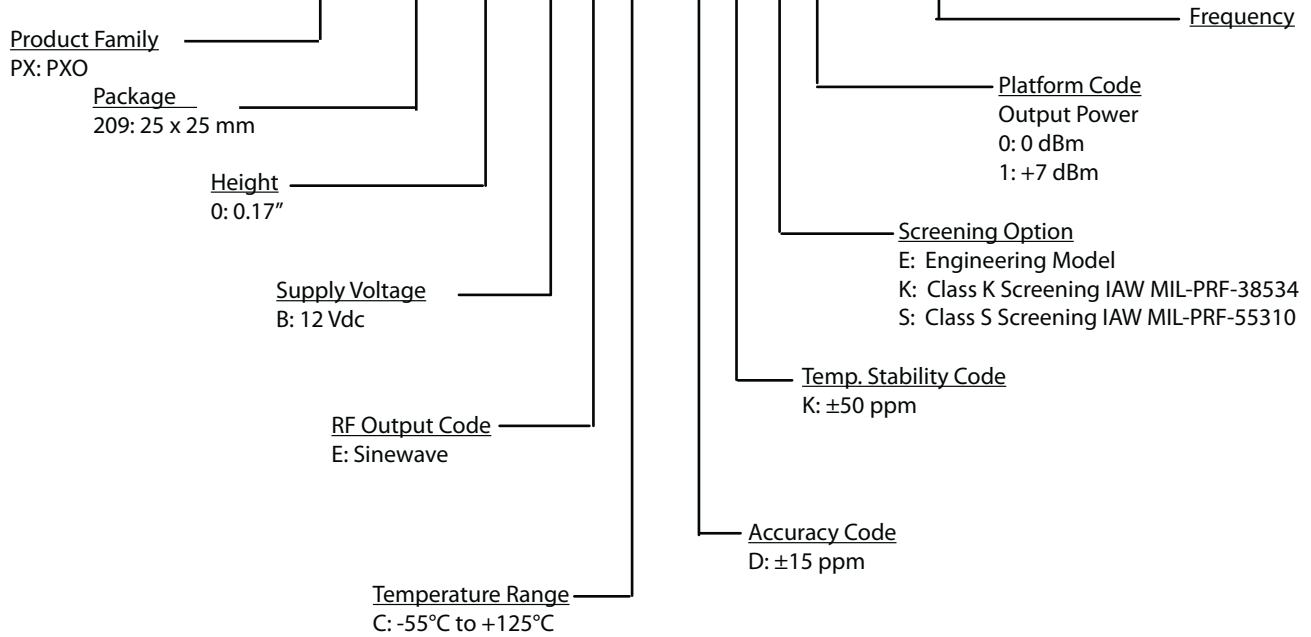 Frequency
Product Family
PX: PXO
Package
209: 25 x 25 mm
Platform Code
Output Power
0: 0 dBm
1: +7 dBm
Height
0: 0.17”
Screening Option
E: Engineering Model
K: Class K Screening IAW MIL-PRF-38534
S: Class S Screening IAW MIL-PRF-55310
Supply Voltage
B: 12 Vdc
Temp. Stability Code
K: ±50 ppm
RF Output Code
E: Sinewave
Accuracy Code
D: ±15 ppm
Temperature Range
C: -55°C to +125°C